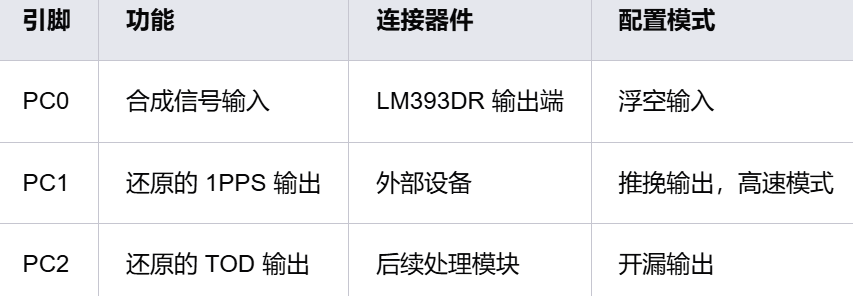 引脚 功能 连接器件 配置模式
PC0 合成信号输入 LM393DR 输出端 浮空输入
PC1 还原的 1PPS 输出 外部设备 推挽输出，高速模式
PC2 还原的 TOD 输出 后续处理模块 开漏输出